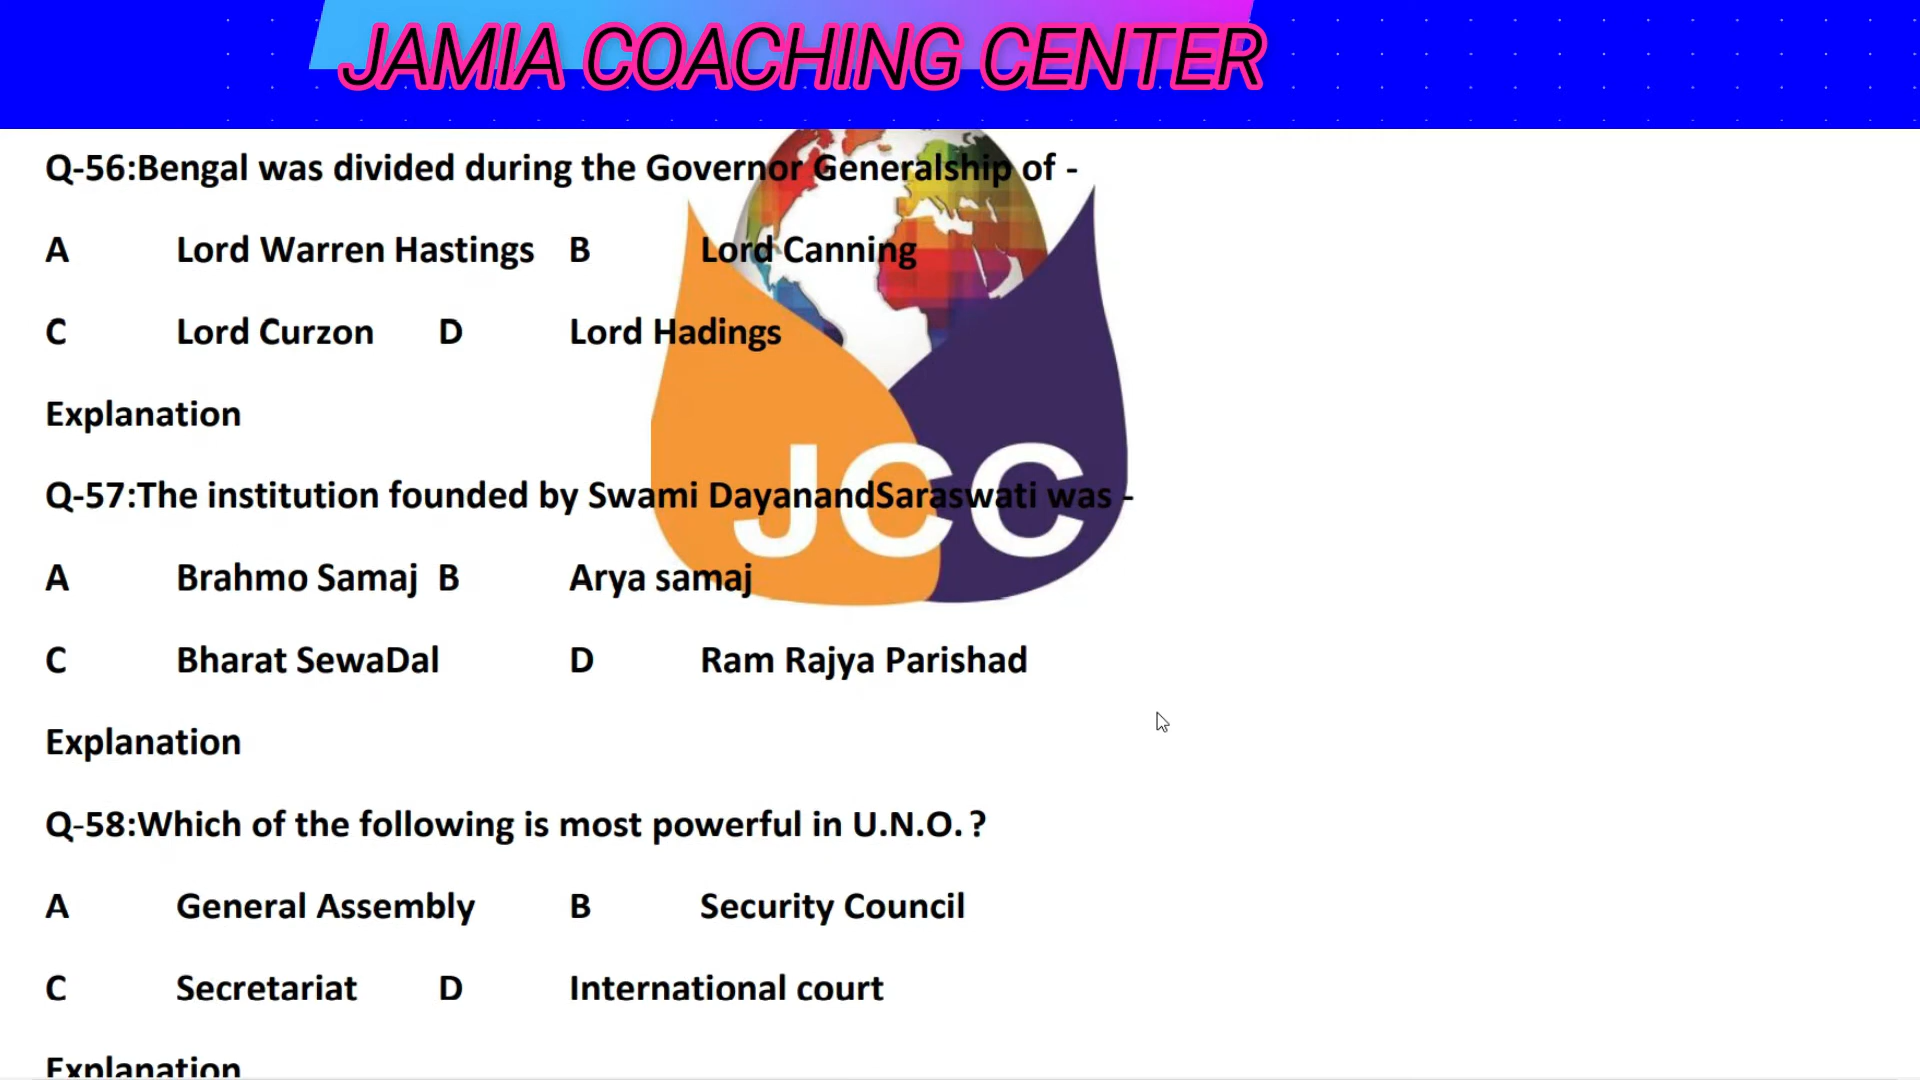 JAMIA COACHING CENTER
Q-56:Bengal was divided during the Governor Generalship of -
A Lord Warren Hastings B Lord Canning
C Lord Curzon D Lord Hadings
Explanation
Q-57:The institution founded by Swami DayanandSaraswati was -
JCC
A Brahmo Samaj B Arya samaj
C Bharat SewaDal D Ram Rajya Parishad
Explanation
Q-58:Which of the following is most powerful in U.N.O.?
A General Assembly B Security Council
C Secretariat D International court
Explanation